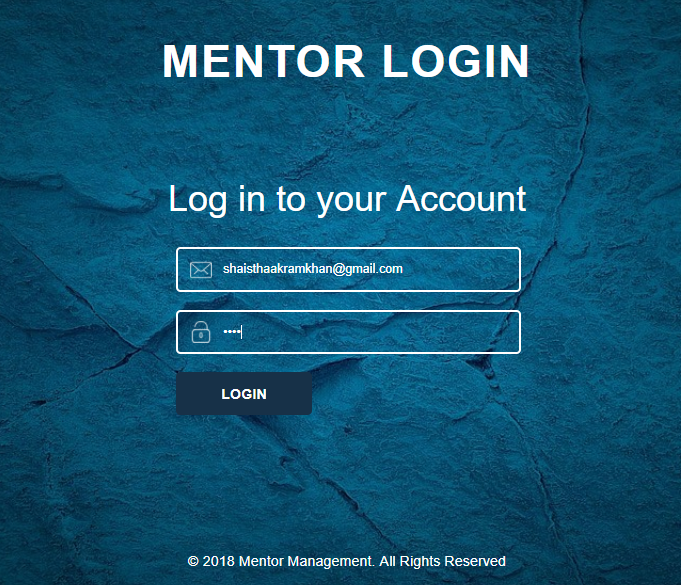 MENTOR LOGIN
Log in to your Account
shaisthaakramkhan@gmail.com
••••
LOGIN
© 2018 Mentor Management. All Rights Reserved